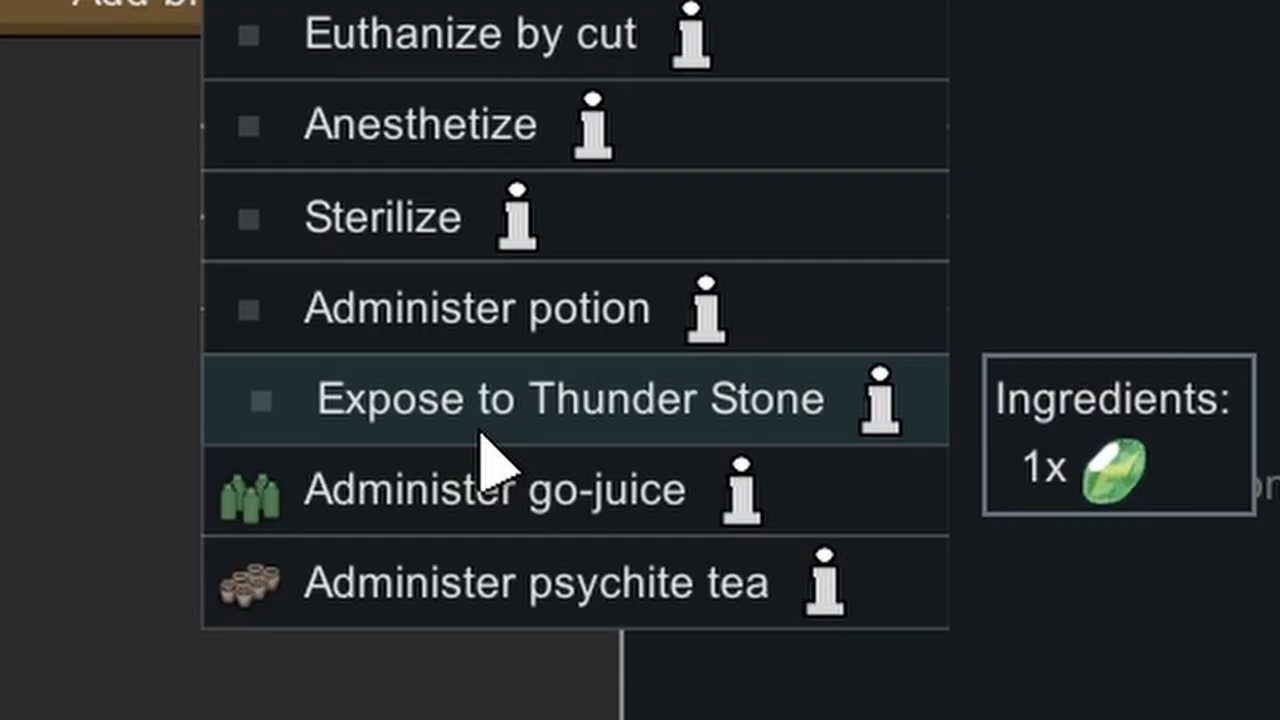 Euthanize by cut
Anesthetize
Sterilize
Administer potion
Expose to Thunder Stone
Ingredients:
1x
Administer go-juice
Administer psychite tea